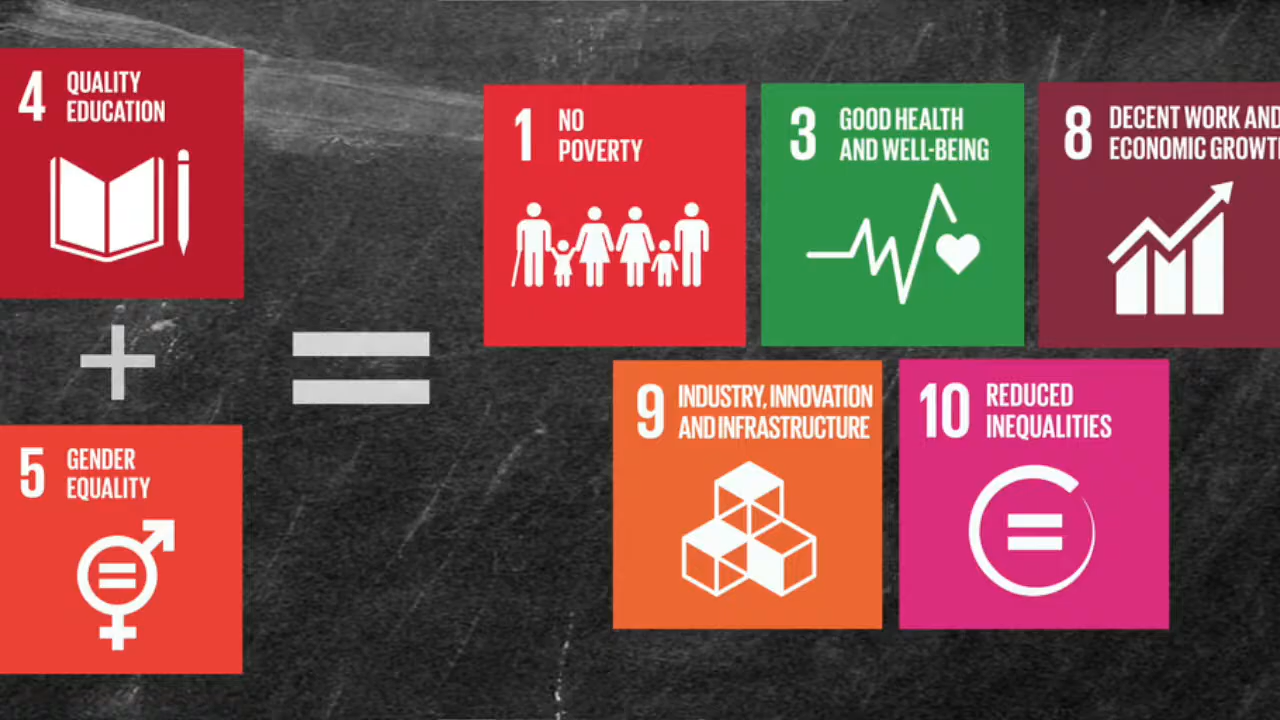 4 QUALITY
EDUCATION
+
5 GENDER
EQUALITY
=
1 NO
POVERTY
3 GOOD HEALTH
AND WELL-BEING
8 DECENT WORK AND
ECONOMIC GROWT
9 INDUSTRY, INNOVATION
AND INFRASTRUCTURE
10 REDUCED
INEQUALITIES